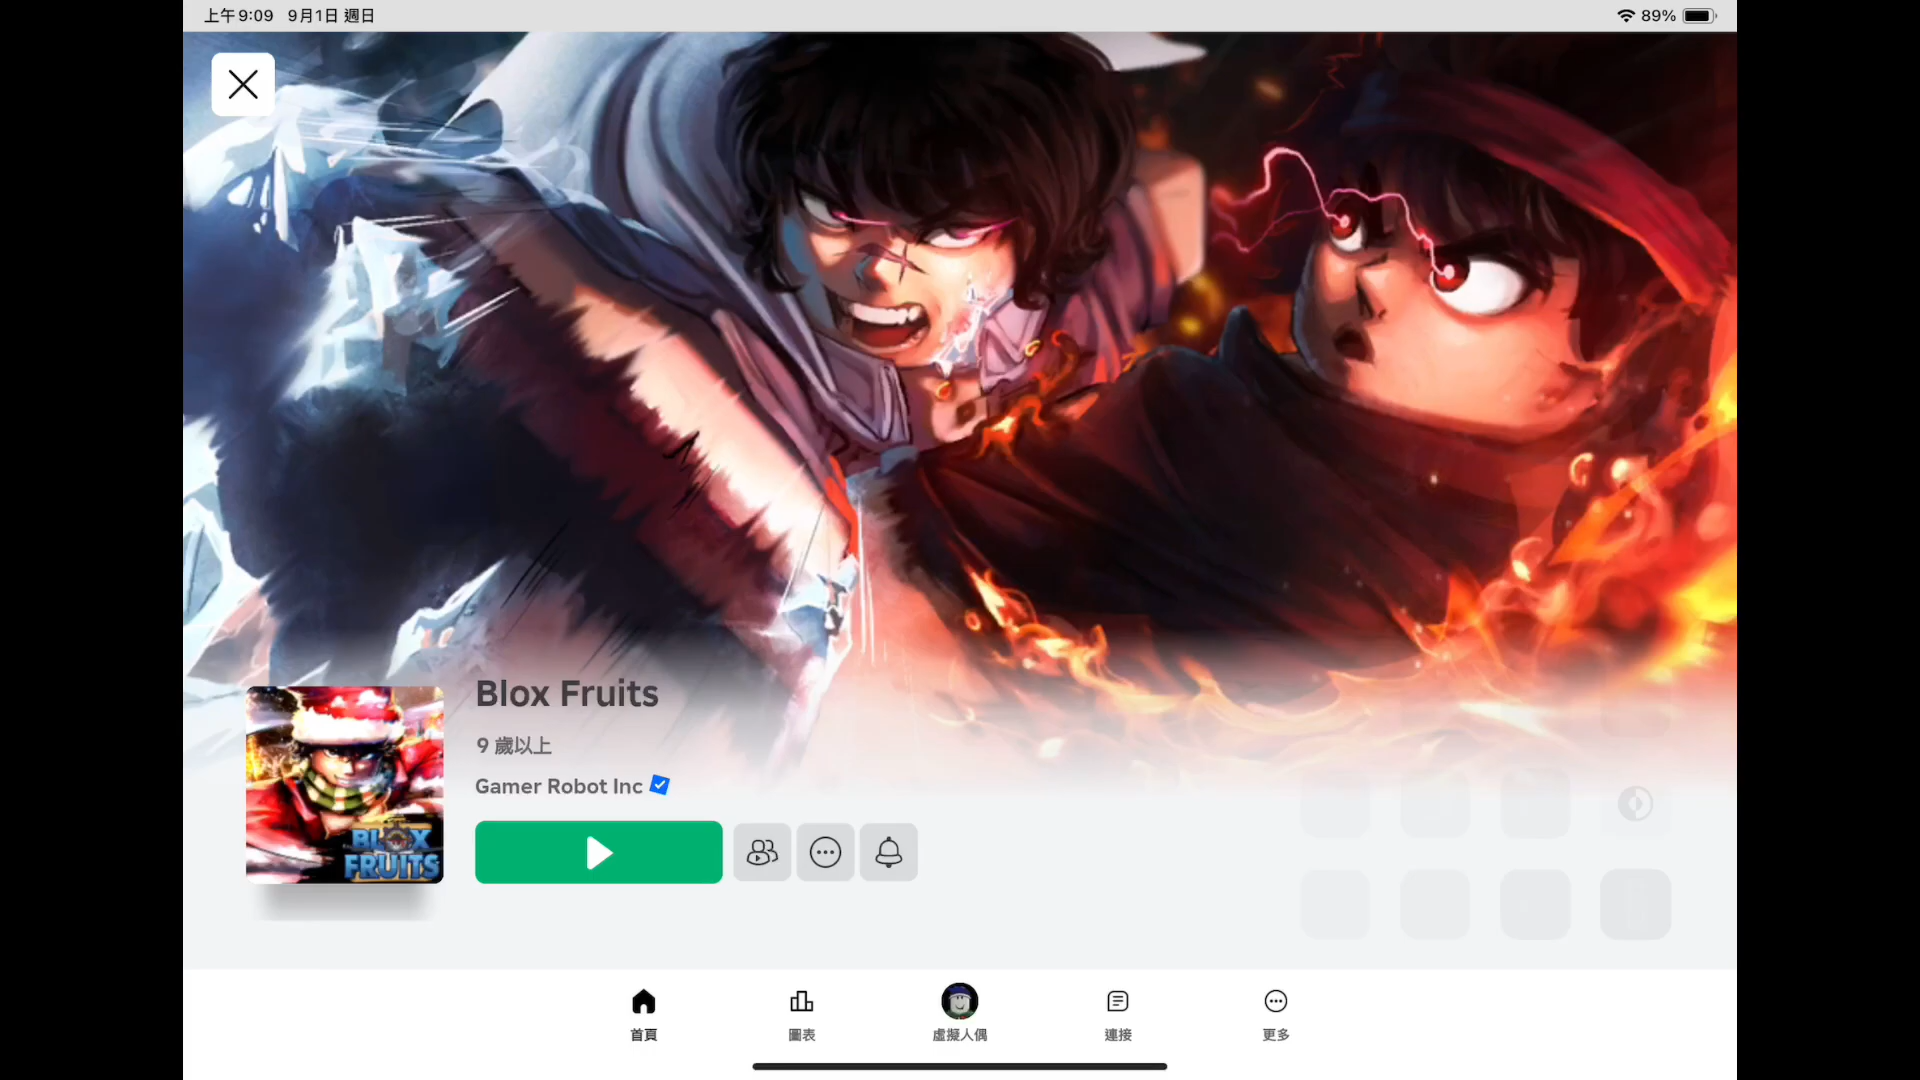 上午9:09 9月1日 週日
89%
Blox Fruits
9 歲以上
Gamer Robot Inc
BLOX
FRUITS
首頁
圖表
虛擬人偶
連接
更多